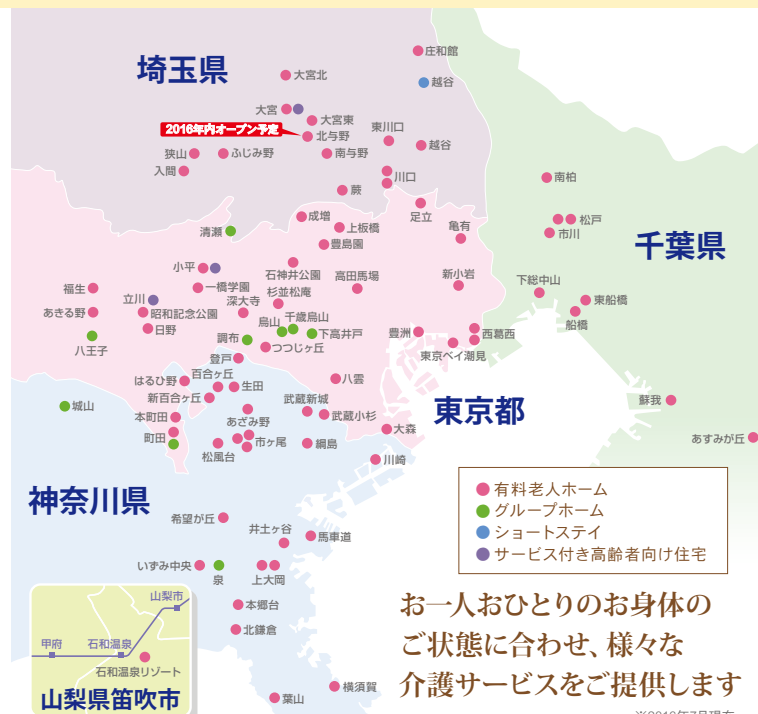 埼玉県
庄和館
大宮北
越谷
大宮
大宮東
2016年内オープン予定
北与野
東川口
越谷
狭山
ふじみ野
南与野
入間
川口
蕨
南柏
足立
成増
上板橋
亀有
松戸
市川
千葉県
清瀬
豊島園
小平
石神井公園
高田馬場
新小岩
下総中山
東船橋
船橋
福生
一橋学園
杉並松庵
立川
深大寺
あきる野
昭和記念公園
千歳烏山
烏山
日野
下高井戸
豊洲
西葛西
八王子
調布
つつじヶ丘
東京ベイ潮見
登戸
はるひ野
百合ヶ丘
生田
八雲
新百合ヶ丘
城山
武蔵新城
東京都
蘇我
本町田
あざみ野
武蔵小杉
町田
市ヶ尾
綱島
大森
あすみが丘
松風台
川崎
神奈川県
有料老人ホーム
グループホーム
ショートステイ
サービス付き高齢者向け住宅
希望が丘
井土ヶ谷
馬車道
いずみ中央
泉
上大岡
本郷台
北鎌倉
横須賀
葉山
山梨市
甲府
石和温泉
石和温泉リゾート
山梨県笛吹市
お一人おひとりのお身体の
ご状態に合わせ、様々な
介護サービスをご提供します